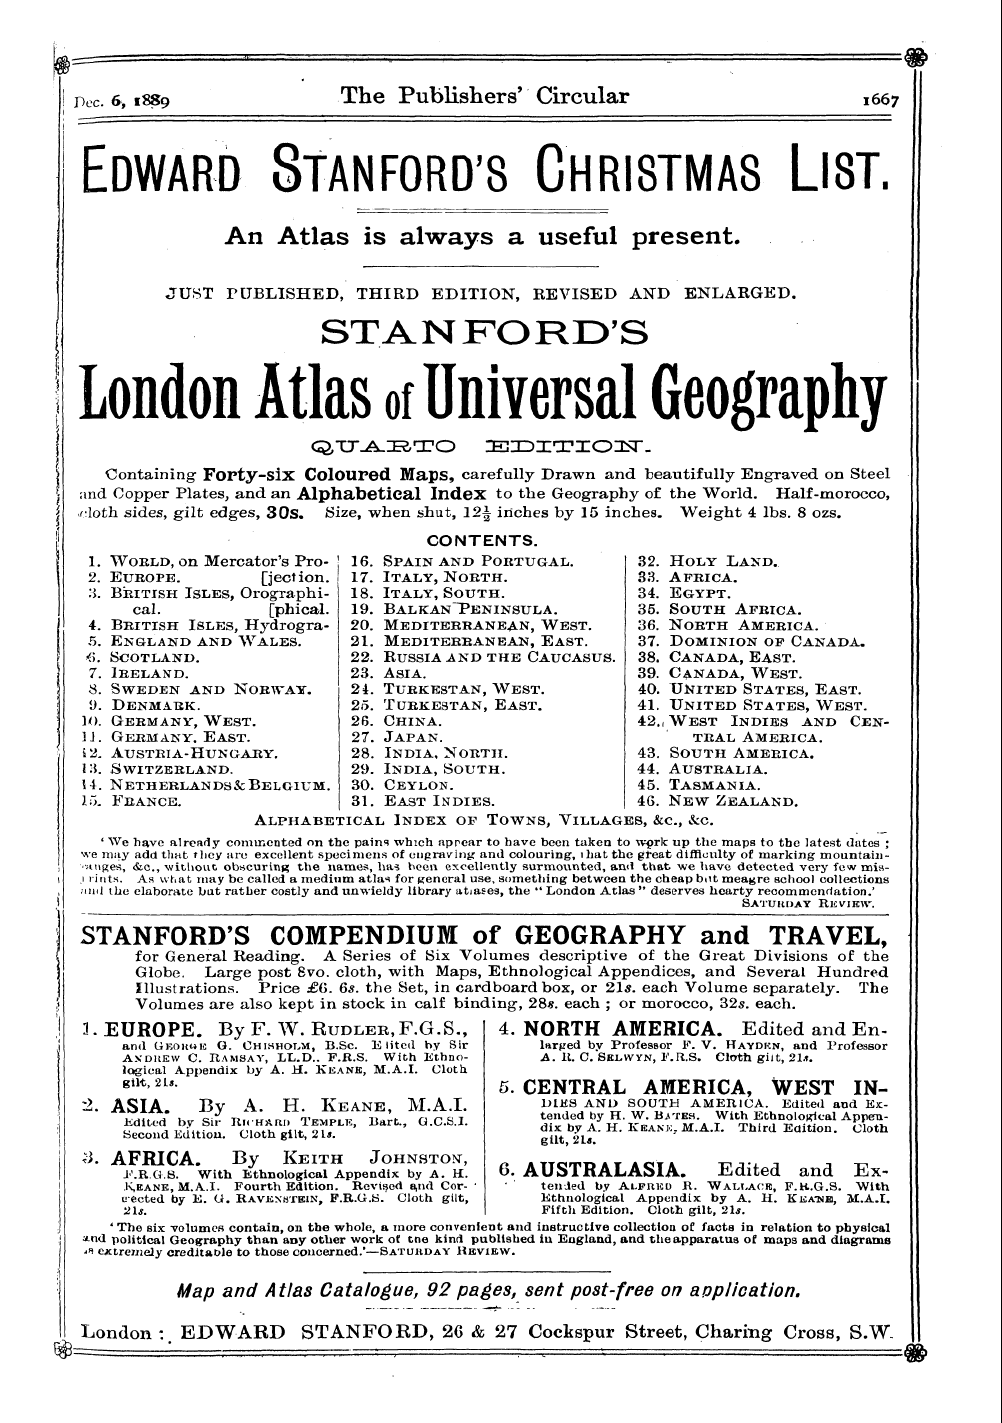 Dec. 6, 1889 The Publishers' Circular 1667
EDWARD STANFORD'S CHRISTMAS LIST.
An Atlas is always a useful present.
JUST PUBLISHED, THIRD EDITION, REVISED AND ENLARGED.
STANFORD'S
London Atlas of Universal Geography
QUARTO EDITION.
Containing Forty-six Coloured Maps, carefully Drawn and beautifully Engraved on Steel
and Copper Plates, and an Alphabetical Index to the Geography of the World. Half-morocco,
cloth sides, gilt edges, 30s. Size, when shut, 12½ inches by 15 inches. Weight 4 lbs. 8 ozs.
CONTENTS.
1. WORLD, on Mercator's Pro-
2. EUROPE. [jection.
3. BRITISH ISLES, Orographi-
cal. [phical.
4. BRITISH ISLES, Hydrogra-
5. ENGLAND AND WALES.
6. SCOTLAND.
7. IRELAND.
8. SWEDEN AND NORWAY.
9. DENMARK.
10. GERMANY, WEST.
11. GERMANY, EAST.
12. AUSTRIA-HUNGARY.
13. SWITZERLAND.
14. NETHERLANDS & BELGIUM.
15. FRANCE.
16. SPAIN AND PORTUGAL.
17. ITALY, NORTH.
18. ITALY, SOUTH.
19. BALKAN PENINSULA.
20. MEDITERRANEAN, WEST.
21. MEDITERRANEAN, EAST.
22. RUSSIA AND THE CAUCASUS.
23. ASIA.
24. TURKESTAN, WEST.
25. TURKESTAN, EAST.
26. CHINA.
27. JAPAN.
28. INDIA, NORTH.
29. INDIA, SOUTH.
30. CEYLON.
31. EAST INDIES.
32. HOLY LAND.
33. AFRICA.
34. EGYPT.
35. SOUTH AFRICA.
36. NORTH AMERICA.
37. DOMINION OF CANADA.
38. CANADA, EAST.
39. CANADA, WEST.
40. UNITED STATES, EAST.
41. UNITED STATES, WEST.
42. WEST INDIES AND CEN-
TRAL AMERICA.
43. SOUTH AMERICA.
44. AUSTRALIA.
45. TASMANIA.
46. NEW ZEALAND.
ALPHABETICAL INDEX OF TOWNS, VILLAGES, &c., &c.
'We have already commented on the pains which appear to have been taken to work up the maps to the latest dates ;
we may add that they are excellent specimens of engraving and colouring, that the great difficulty of marking mountain-
ranges, &c., without obscuring the names, has been excellently surmounted, and that we have detected very few mis-
prints. As what may be called a medium atlas for general use, something between the cheap but meagre school collections
and the elaborate but rather costly and unwieldy library atlases, the "London Atlas" deserves hearty recommendation.'
SATURDAY REVIEW.
STANFORD'S COMPENDIUM of GEOGRAPHY and TRAVEL,
for General Reading. A Series of Six Volumes descriptive of the Great Divisions of the
Globe. Large post 8vo. cloth, with Maps, Ethnological Appendices, and Several Hundred
Illustrations. Price £6. 6s. the Set, in cardboard box, or 21s. each Volume separately. The
Volumes are also kept in stock in calf binding, 28s. each ; or morocco, 32s. each.
1. EUROPE. By F. W. RUDLER, F.G.S.,
and GEORGE G. CHISHOLM, B.Sc. Edited by Sir
ANDREW C. RAMSAY, LL.D., F.R.S. With Ethno-
logical Appendix by A. H. KEANE, M.A.I. Cloth
gilt, 21s.
2. ASIA. By A. H. KEANE, M.A.I.
Edited by Sir RICHARD TEMPLE, Bart., G.C.S.I.
Second Edition. Cloth gilt, 21s.
3. AFRICA. By KEITH JOHNSTON,
F.R.G.S. With Ethnological Appendix by A. H.
KEANE, M.A.I. Fourth Edition. Revised and Cor-
rected by E. G. RAVENSTEIN, F.R.G.S. Cloth gilt,
21s.
4. NORTH AMERICA. Edited and En-
larged by Professor F. V. HAYDEN, and Professor
A. R. C. SELWYN, F.R.S. Cloth gilt, 21s.
5. CENTRAL AMERICA, WEST IN-
DIES AND SOUTH AMERICA. Edited and Ex-
tended by H. W. BATES. With Ethnological Appen-
dix by A. H. KEANE, M.A.I. Third Edition. Cloth
gilt, 21s.
6. AUSTRALASIA. Edited and Ex-
tended by ALFRED R. WALLACE, F.R.G.S. With
Ethnological Appendix by A. H. KEANE, M.A.I.
Fifth Edition. Cloth gilt, 21s.
'The six volumes contain, on the whole, a more convenient and instructive collection of facts in relation to physical
and political Geography than any other work of the kind published in England, and the apparatus of maps and diagrams
is extremely creditable to those concerned.'—SATURDAY REVIEW.
Map and Atlas Catalogue, 92 pages, sent post-free on application.
London : EDWARD STANFORD, 26 & 27 Cockspur Street, Charing Cross, S.W.